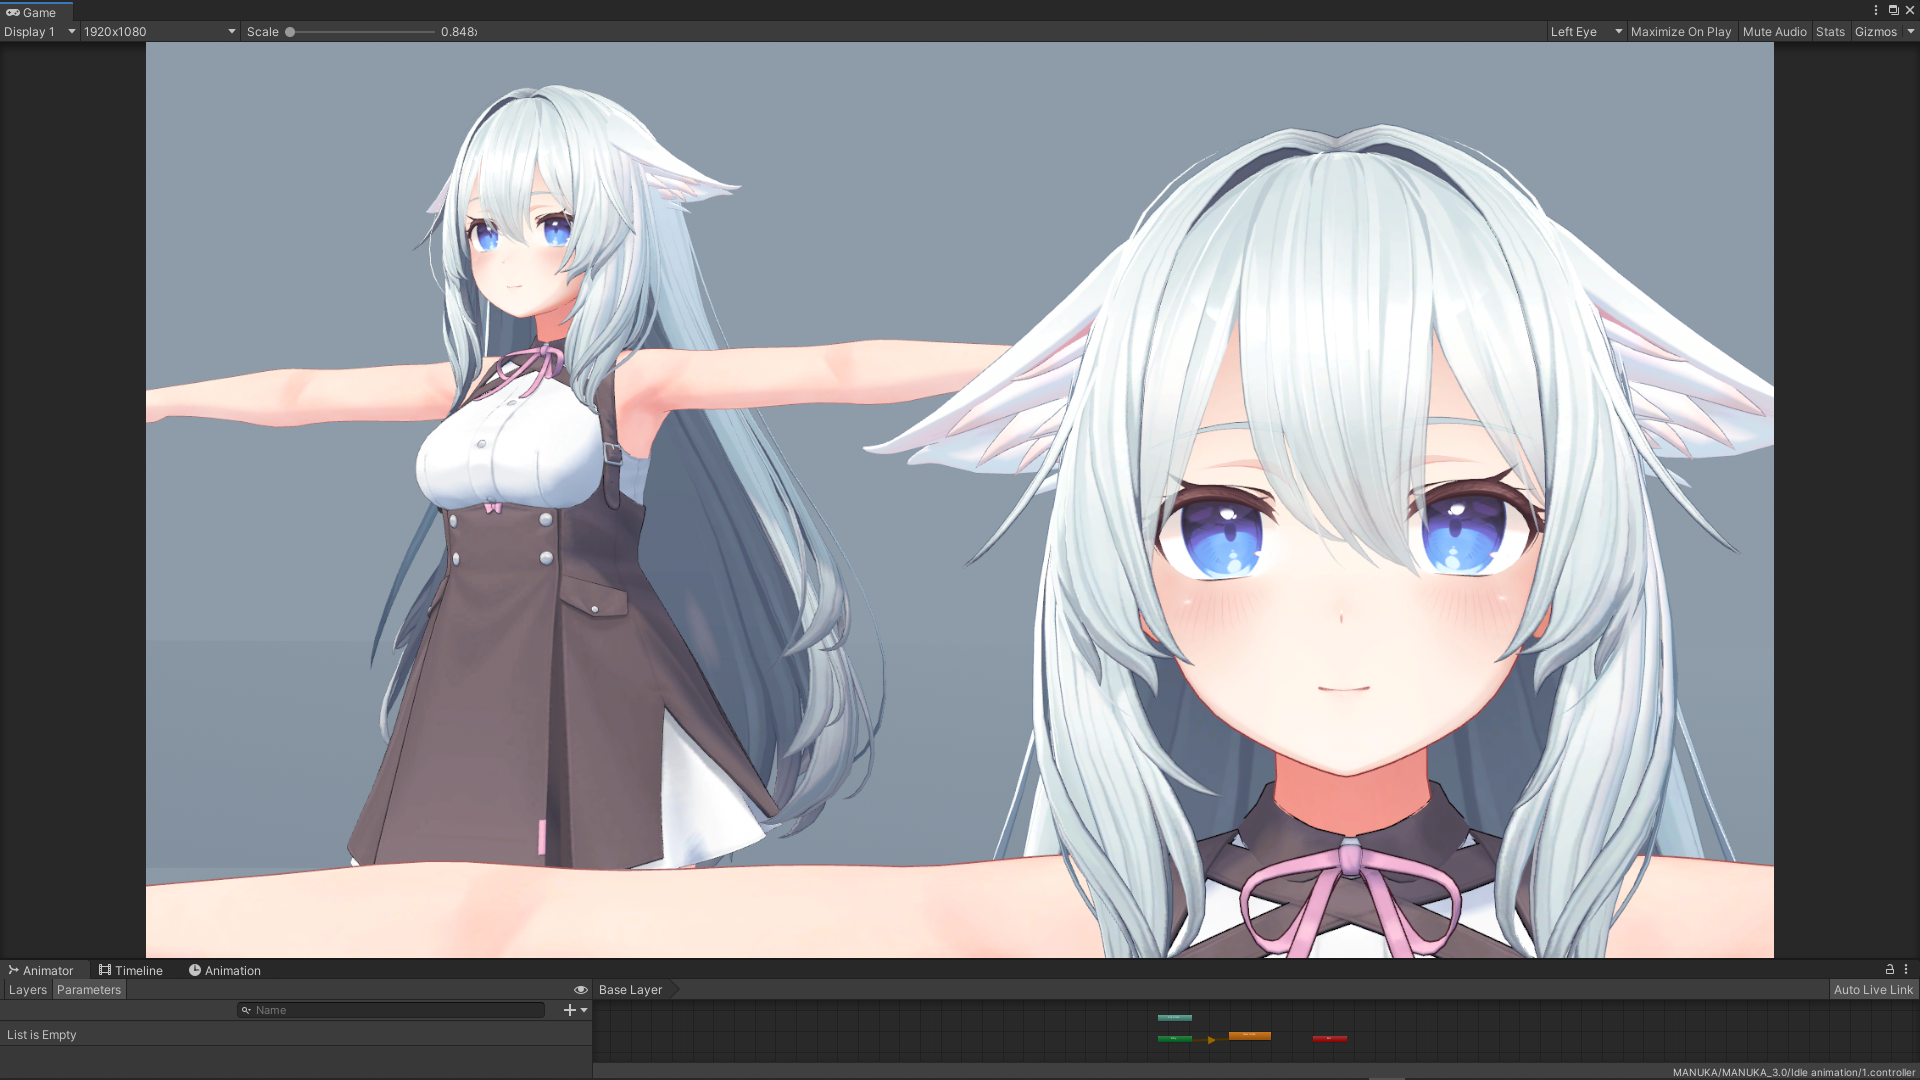 Game
Display 1
1920x1080
Scale
0.848x
Left Eye
Maximize On Play
Mute Audio
Stats
Gizmos
Animator
Timeline
Animation
Layers
Parameters
Base Layer
Auto Live Link
Name
List is Empty
MANUKA/MANUKA_3.0/Idle animation/1.controller